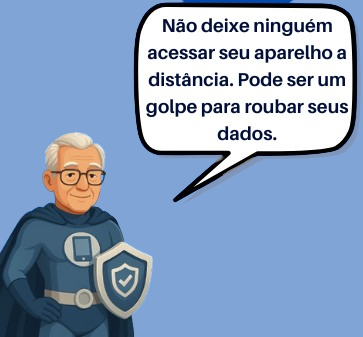 Não deixe ninguém
acessar seu aparelho a
distância. Pode ser um
golpe para roubar seus
dados.